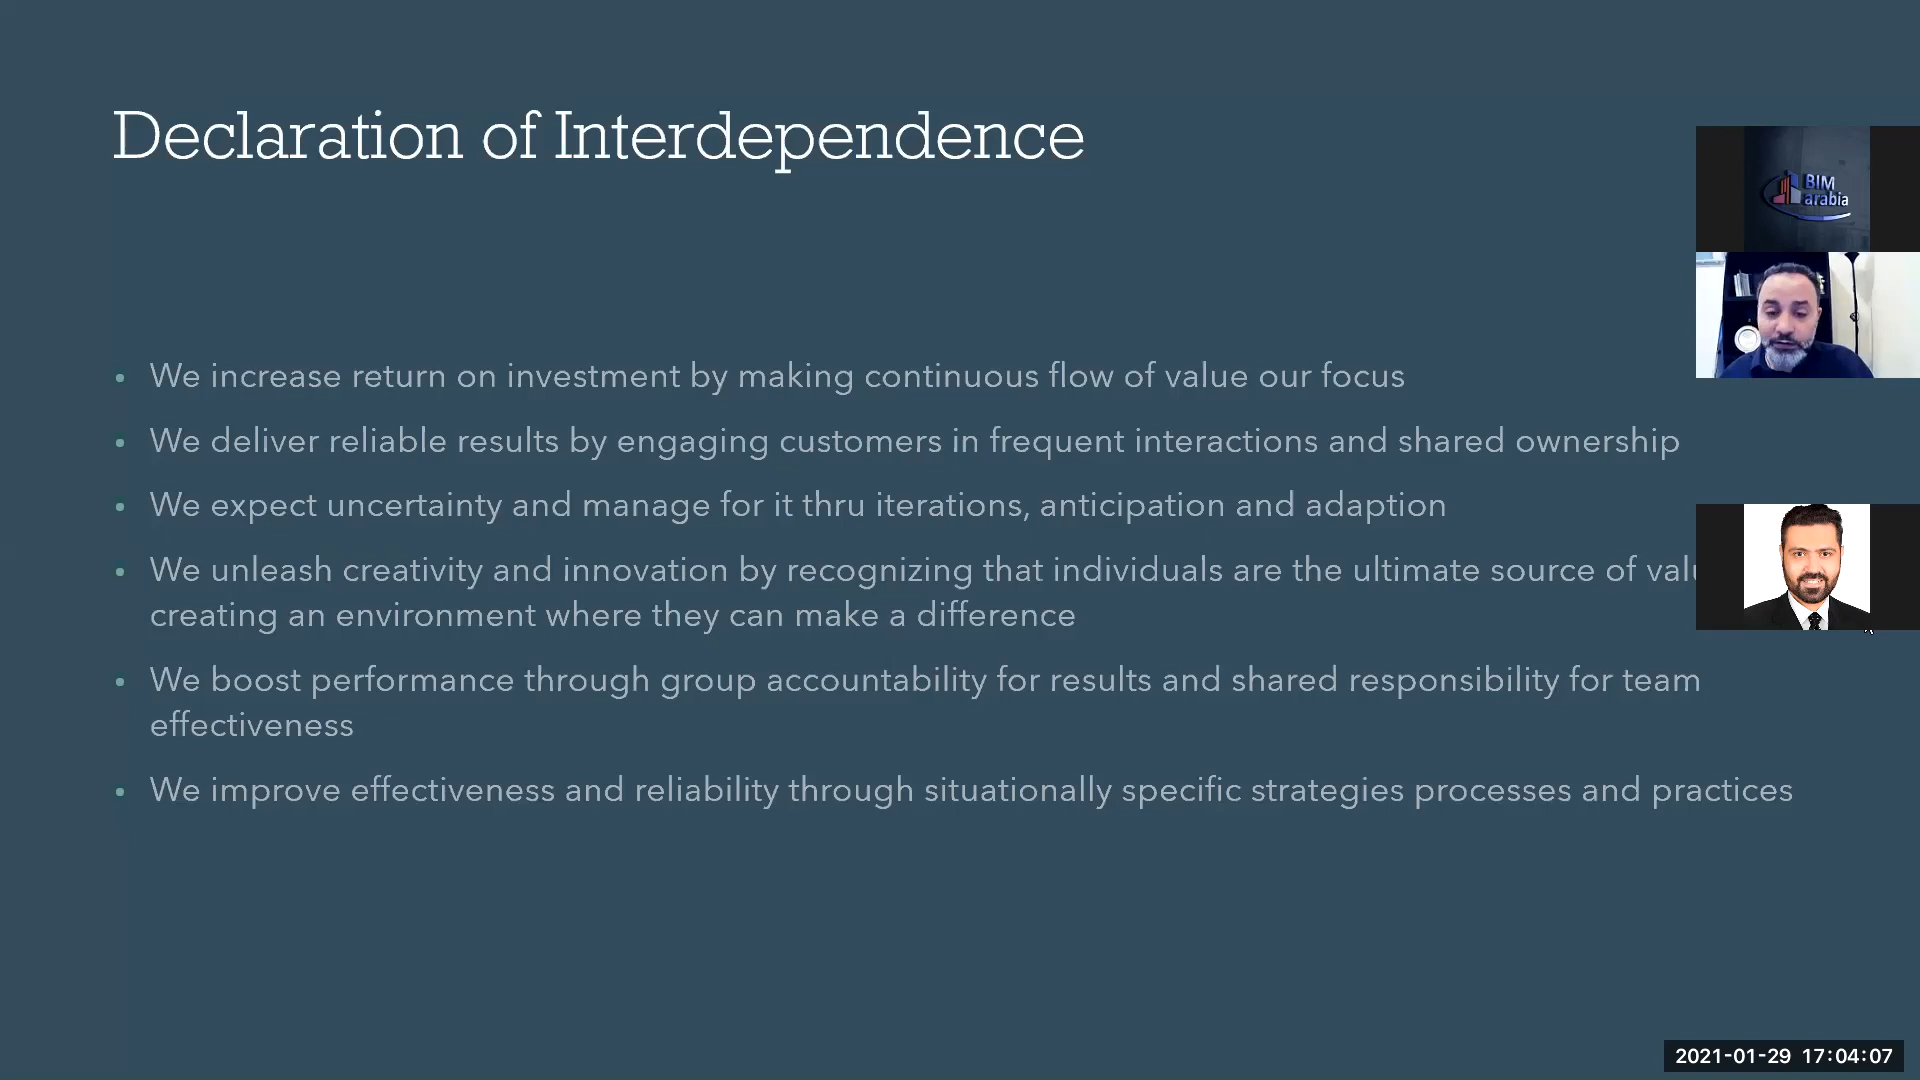 Declaration of Interdependence
BIM
arabia
• We increase return on investment by making continuous flow of value our focus
• We deliver reliable results by engaging customers in frequent interactions and shared ownership
• We expect uncertainty and manage for it thru iterations, anticipation and adaption
• We unleash creativity and innovation by recognizing that individuals are the ultimate source of
creating an environment where they can make a difference
• We boost performance through group accountability for results and shared responsibility for team
effectiveness
• We improve effectiveness and reliability through situationally specific strategies processes and practices
2021-01-29 17:04:07